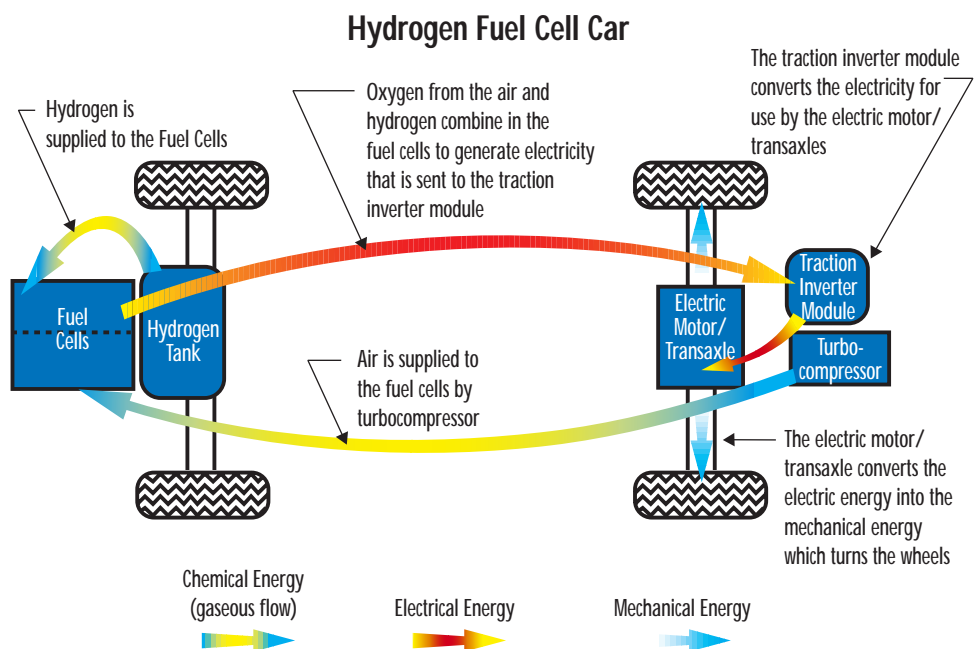 Hydrogen Fuel Cell Car
Hydrogen is
supplied to the Fuel Cells
Oxygen from the air and
hydrogen combine in the
fuel cells to generate electricity
that is sent to the traction
inverter module
The traction inverter module
converts the electricity for
use by the electric motor/
transaxles
Fuel
Cells
Hydrogen
Tank
Electric
Motor/
Transaxle
Traction
Inverter
Module
Turbo-
compressor
Air is supplied to
the fuel cells by
turbocompressor
The electric motor/
transaxle converts the
electric energy into the
mechanical energy
which turns the wheels
Chemical Energy
(gaseous flow)
Electrical Energy
Mechanical Energy